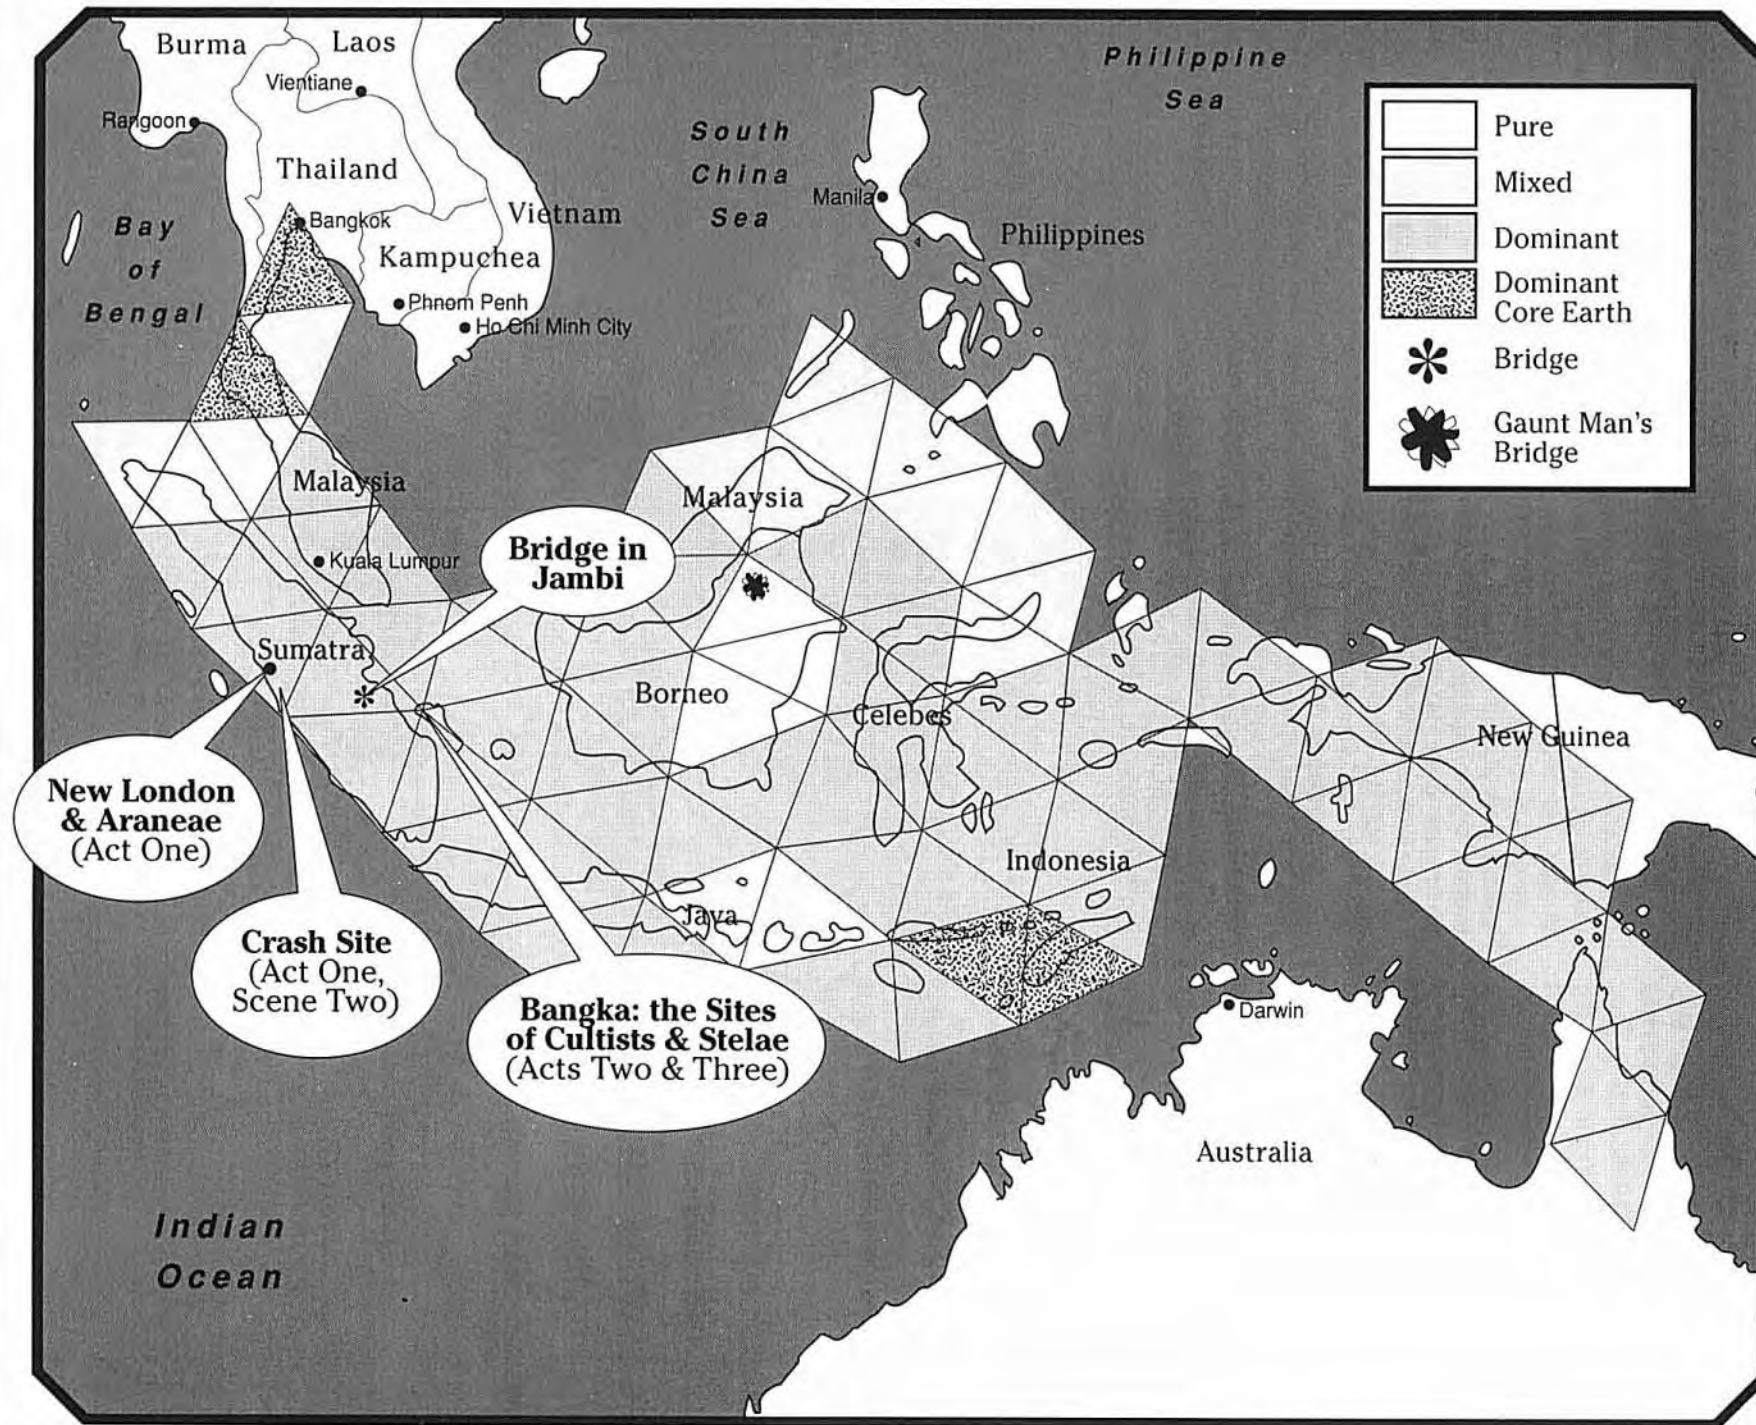 Burma
Laos
Vientiane
Rangoon
Thailand
Bangkok
Vietnam
Kampuchea
Phnom Penh
Ho Chi Minh City
Bay
of
Bengal
South
China
Sea
Philippine
Sea
Manila
Philippines
Pure
Mixed
Dominant
Dominant
Core Earth
Bridge
Gaunt Man's
Bridge
Malaysia
Malaysia
Kuala Lumpur
Bridge in
Jambi
Sumatra
Borneo
Celebes
New Guinea
New London
& Araneae
(Act One)
Indonesia
Java
Crash Site
(Act One,
Scene Two)
Bangka: the Sites
of Cultists & Stelae
(Acts Two & Three)
Darwin
Australia
Indian
Ocean